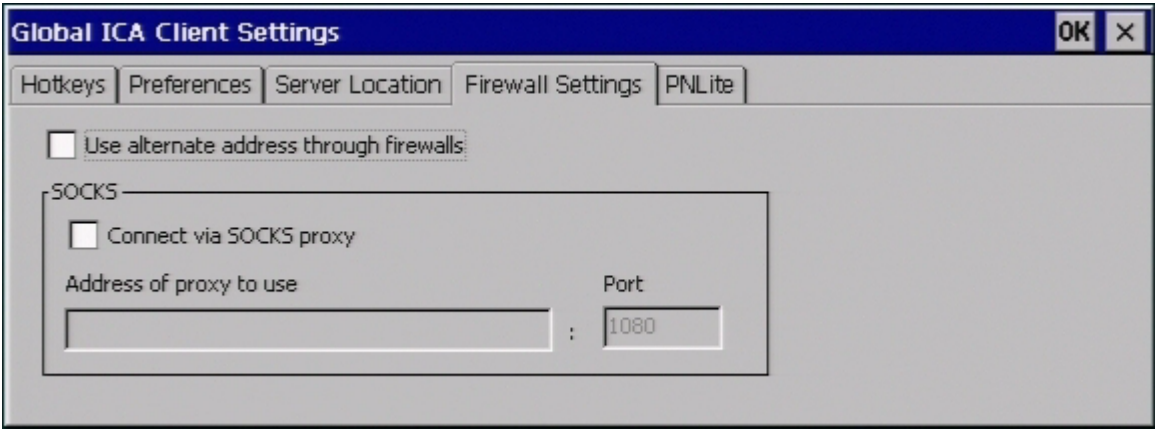 Global ICA Client Settings OK ×
Hotkeys Preferences Server Location Firewall Settings PNLite
Use alternate address through firewalls
SOCKS
Connect via SOCKS proxy
Address of proxy to use Port
: 1080